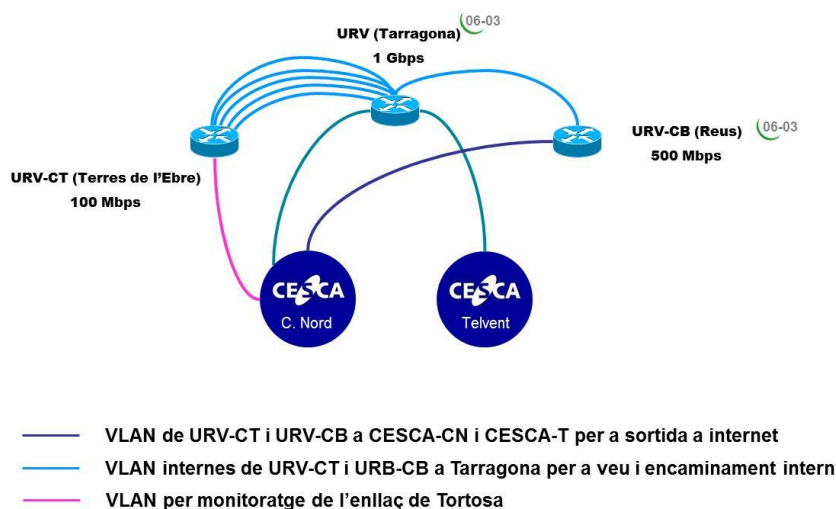 URV (Tarragona) 06-03
1 Gbps
URV-CB (Reus) 06-03
500 Mbps
URV-CT (Terres de l'Ebre)
100 Mbps
CESCA
C. Nord
CESCA
Telvent
VLAN de URV-CT i URV-CB a CESCA-CN i CESCA-T per a sortida a internet
VLAN internes de URV-CT i URB-CB a Tarragona per a veu i encaminament intern
VLAN per monitoratge de l'enllaç de Tortosa